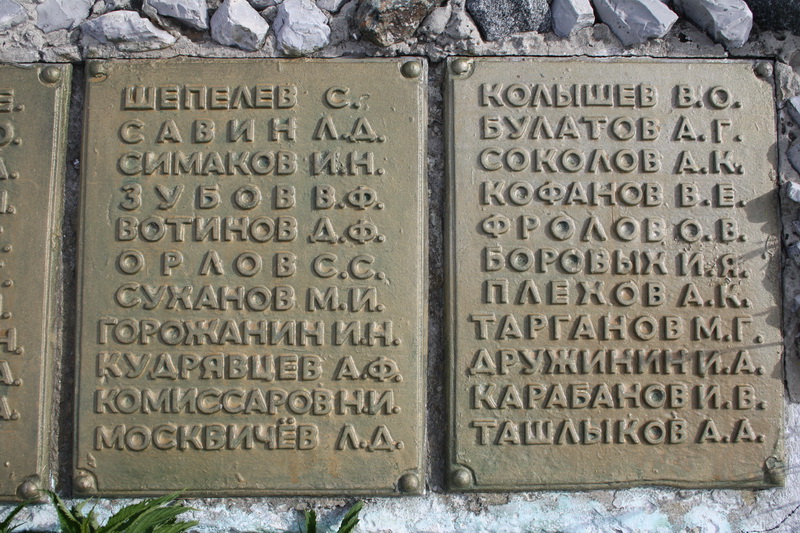 ШЕПЕЛЕВ С.
САВИН Л.Д.
СИМАКОВ И.Н.
ЗУБОВ В.Ф.
ВОТИНОВ Д.Ф.
ОРЛОВ С.С.
СУХАНОВ М.И.
ГОРОЖАНИН И.Н.
КУДРЯВЦЕВ А.Ф.
КОМИССАРОВ Н.И.
МОСКВИЧЁВ Л.Д.
КОЛЫШЕВ В.О.
БУЛАТОВ А.Г.
СОКОЛОВ А.К.
КОФАНОВ В.Е.
ФРОЛОВ О.В.
БОРОВЫХ И.Я.
ПЛЕХОВ А.К.
ТАРГАНОВ М.Г.
ДРУЖИНИН И.А.
КАРАБАНОВ И.В.
ТАШЛЫКОВ А.А.